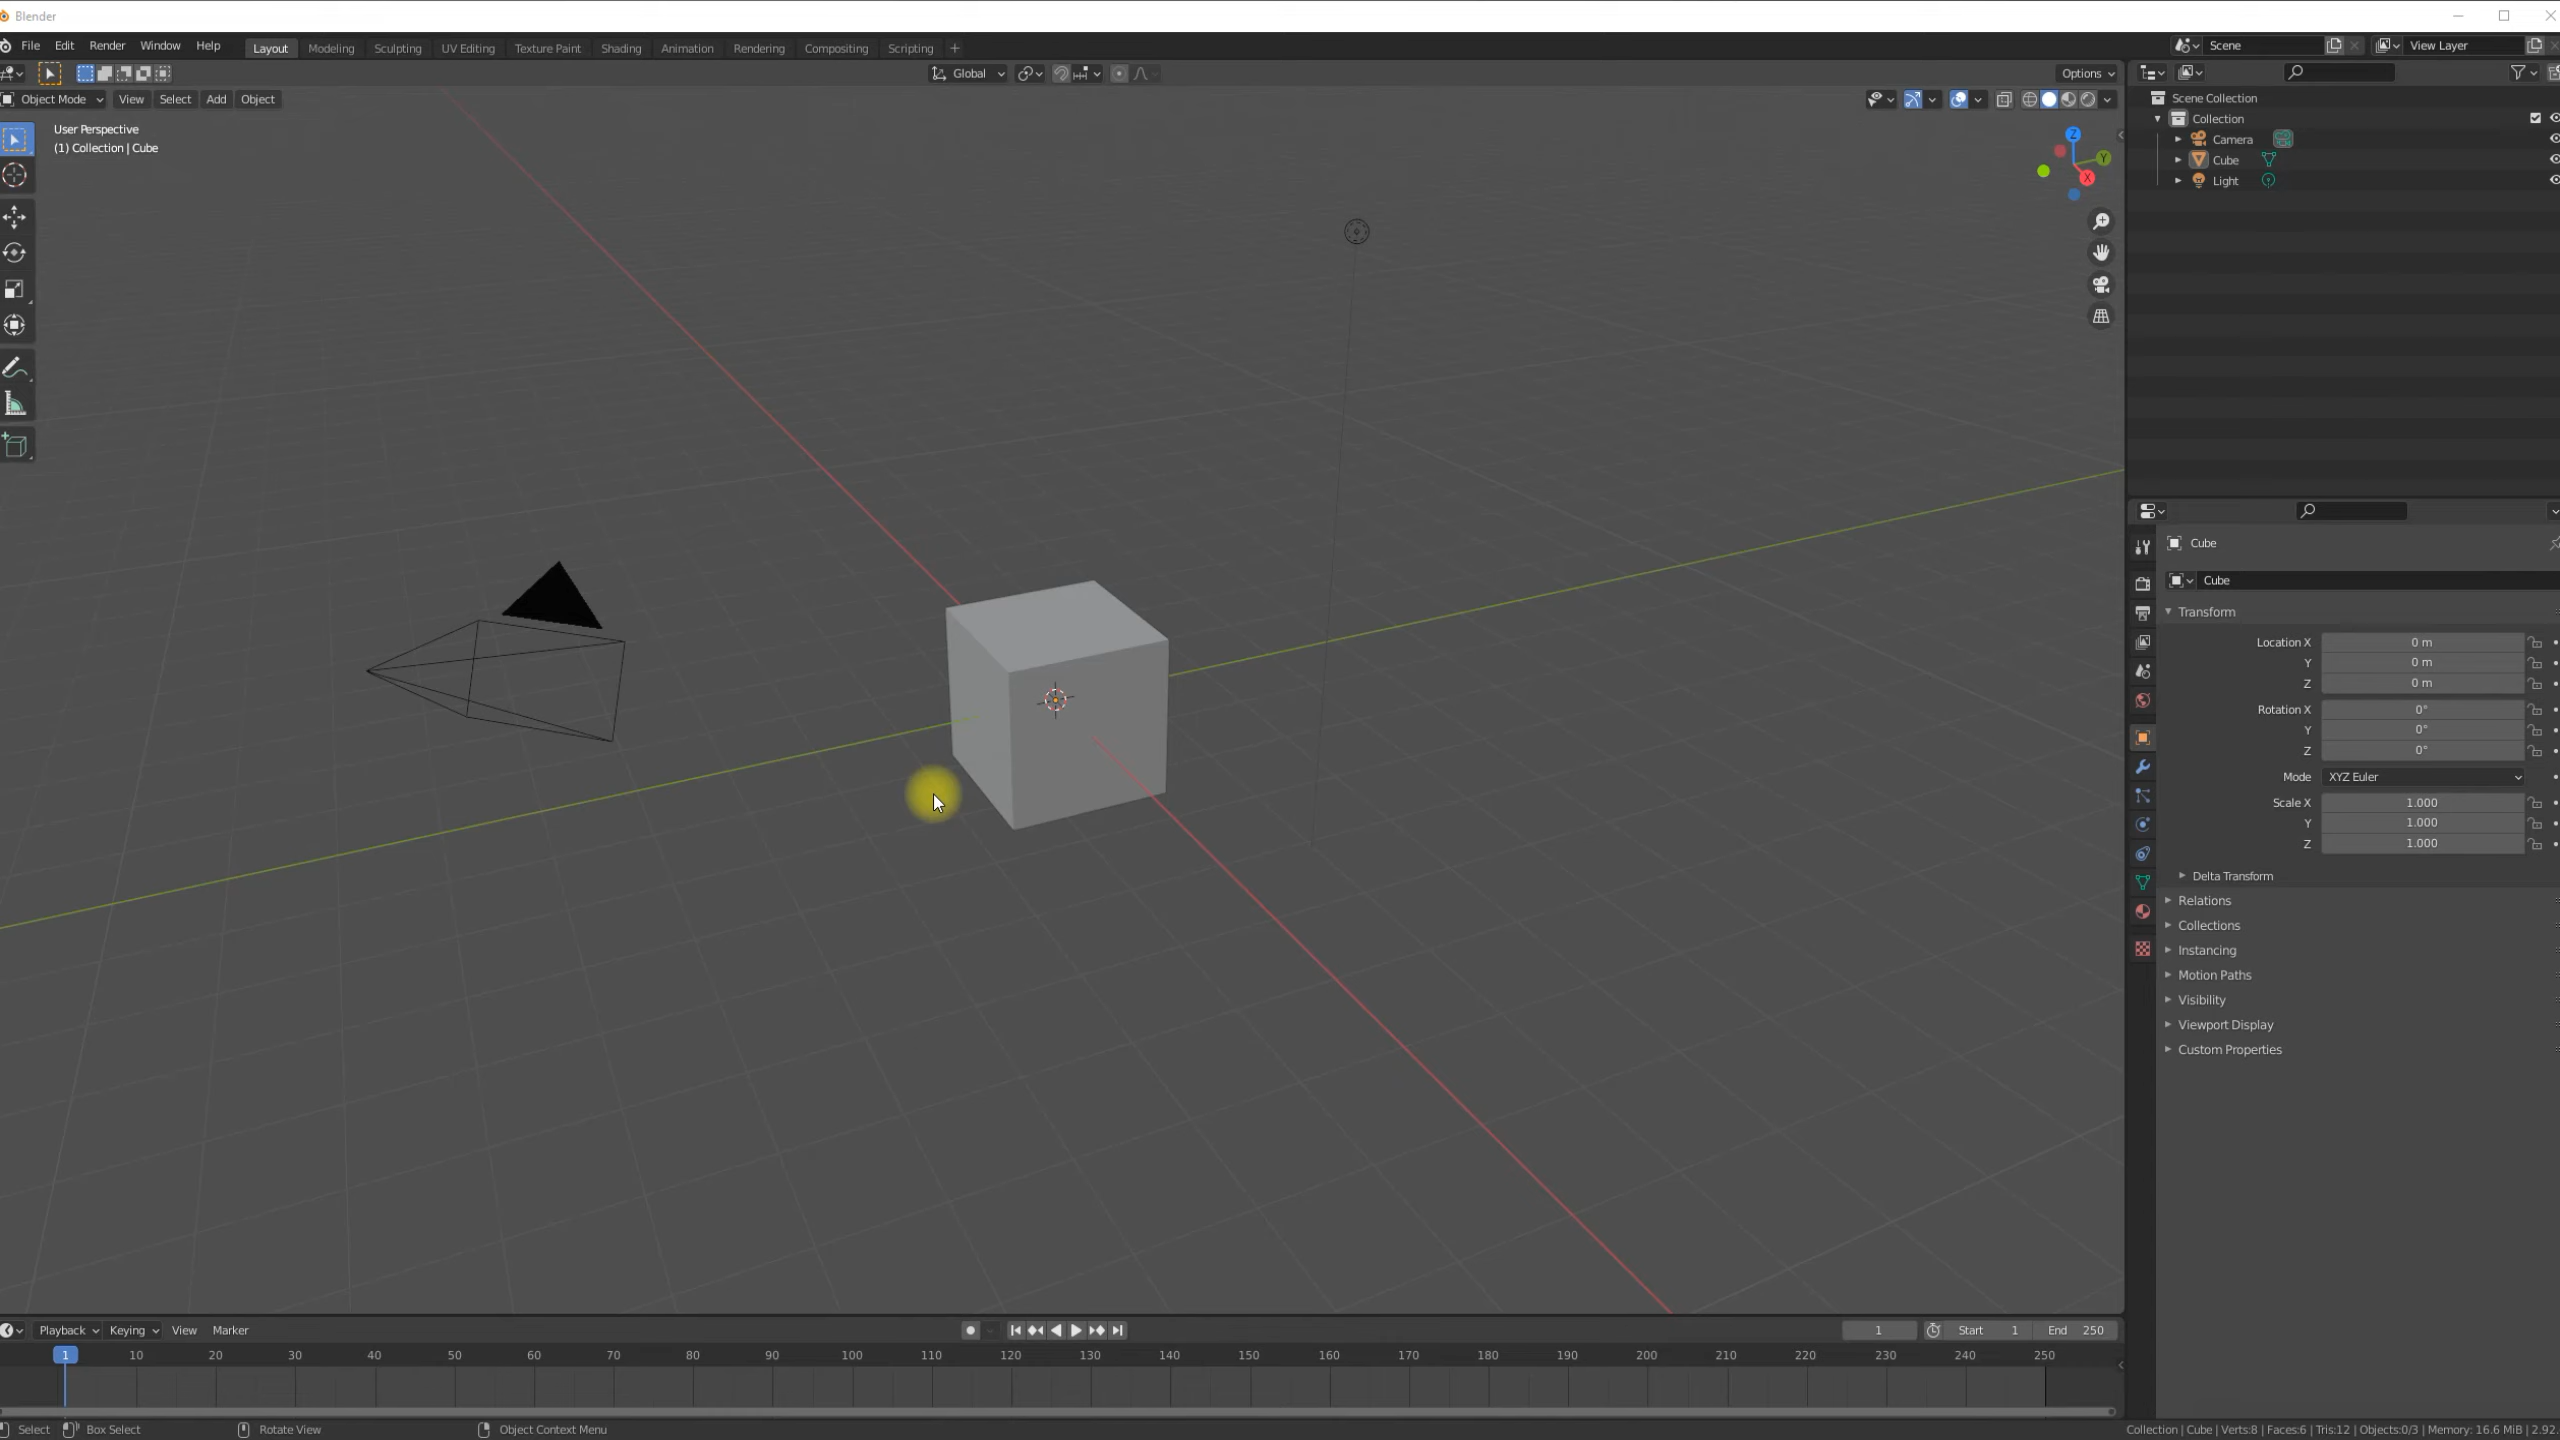 Blender
File Edit Render Window Help Layout Modeling Sculpting UV Editing Texture Paint Shading Animation Rendering Compositing Scripting + Scene View Layer
Global Options
Object Mode View Select Add Object
User Perspective
(1) Collection | Cube
Z
Y
X
Scene Collection
Collection
Camera
Cube
Light
Cube
Cube
Transform
Location X 0 m
Y 0 m
Z 0 m
Rotation X 0°
Y 0°
Z 0°
Mode XYZ Euler
Scale X 1.000
Y 1.000
Z 1.000
Delta Transform
Relations
Collections
Instancing
Motion Paths
Visibility
Viewport Display
Custom Properties
Playback Keying View Marker 1 Start 1 End 250
1 10 20 30 40 50 60 70 80 90 100 110 120 130 140 150 160 170 180 190 200 210 220 230 240 250
Select Box Select Rotate View Object Context Menu Collection | Cube | Verts:8 | Faces:6 | Tris:12 | Objects:0/3 | Memory: 16.6 MiB | 2.92.